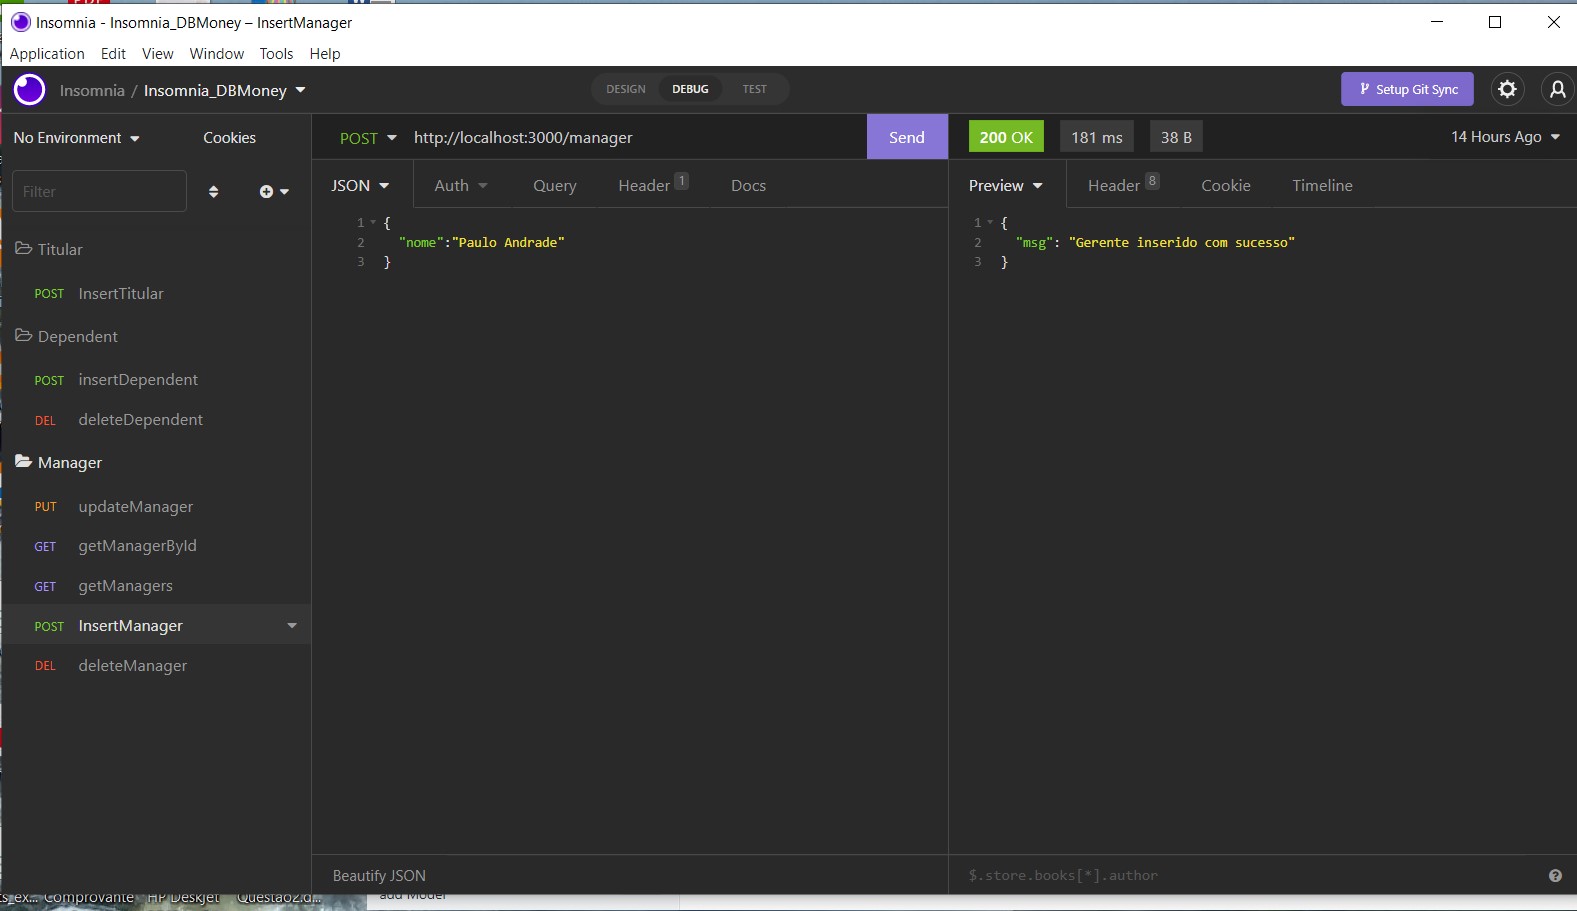 Insomnia - Insomnia_DBMoney – InsertManager
Application Edit View Window Tools Help
Insomnia / Insomnia_DBMoney
DESIGN DEBUG TEST
Setup Git Sync
No Environment Cookies
POST http://localhost:3000/manager Send
200 OK 181 ms 38 B 14 Hours Ago
Filter
JSON Auth Query Header 1 Docs
Preview Header 8 Cookie Timeline
1 {
2 "nome":"Paulo Andrade"
3 }
1 {
2 "msg": "Gerente inserido com sucesso"
3 }
Titular
POST InsertTitular
Dependent
POST insertDependent
DEL deleteDependent
Manager
PUT updateManager
GET getManagerById
GET getManagers
POST InsertManager
DEL deleteManager
Beautify JSON
$.store.books[*].author
Comprovante HP Deskjet Questao2.d...
add Model